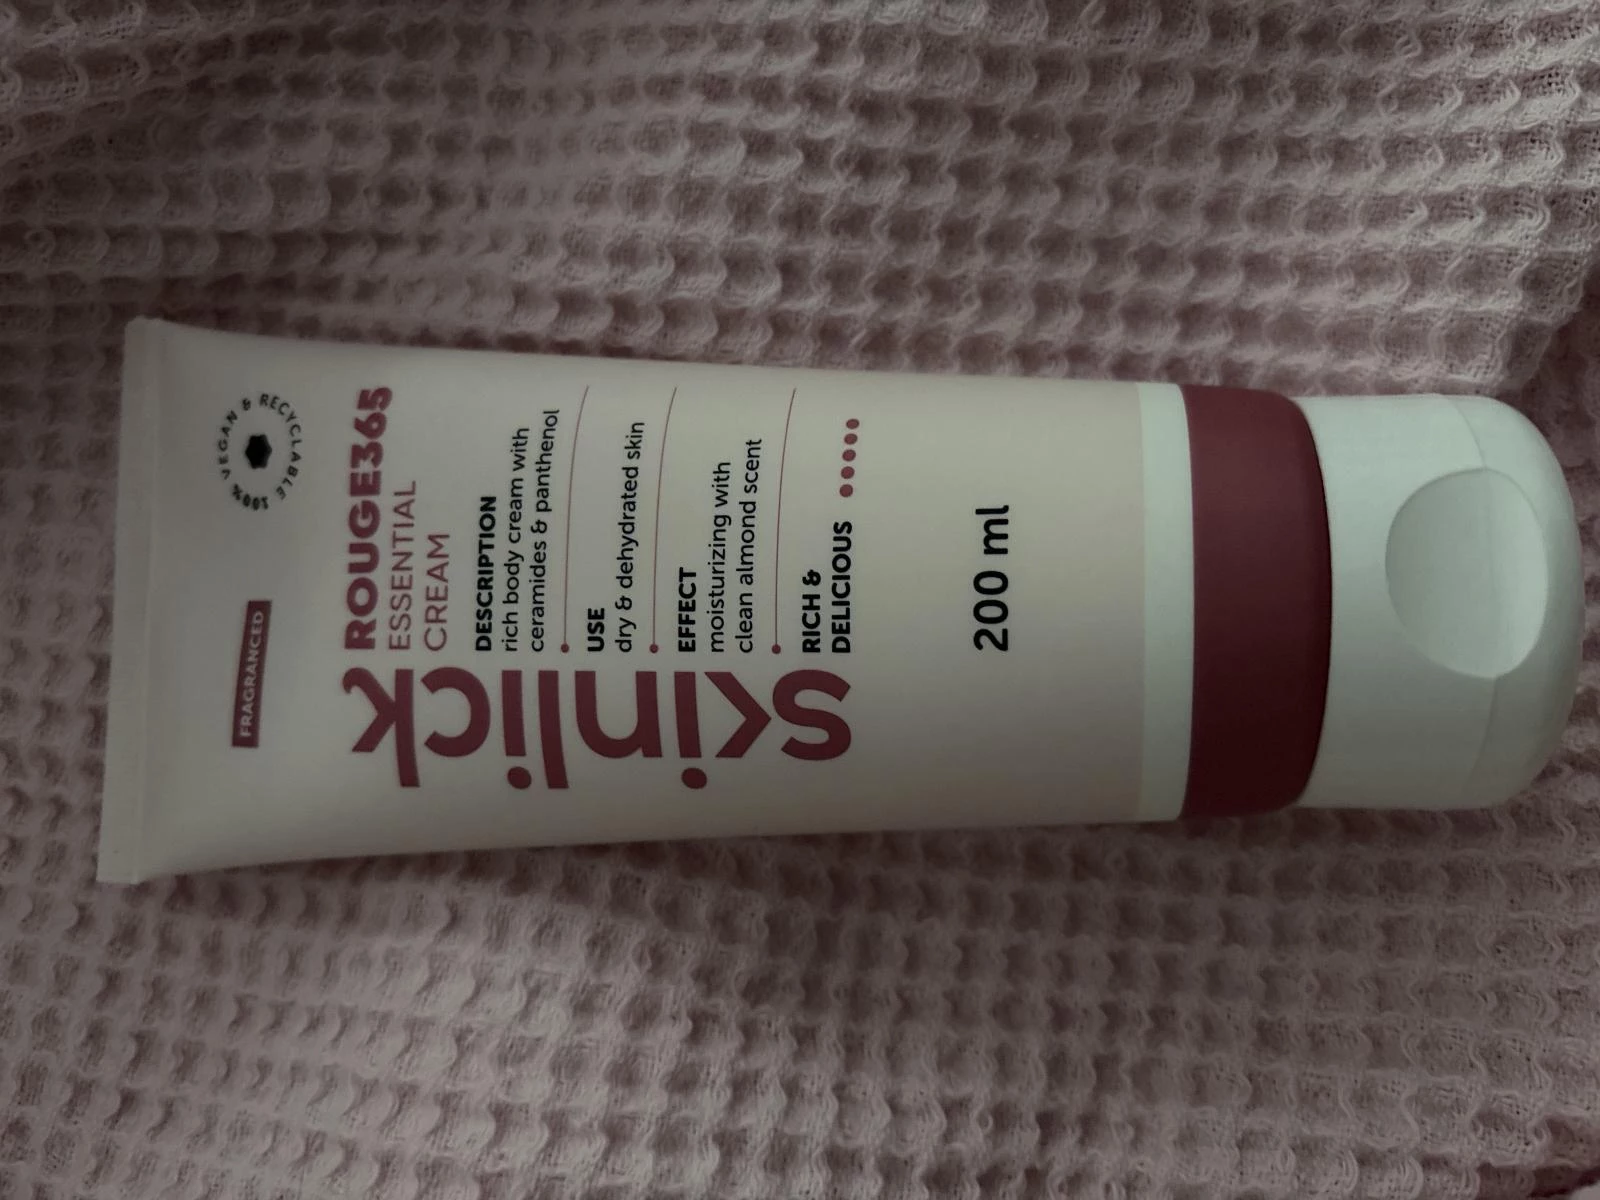 FRAGRANCED
100% VEGAN & RECYCLABLE
skinlick
ROUGE365
ESSENTIAL
CREAM
DESCRIPTION
rich body cream with
ceramides & panthenol
USE
dry & dehydrated skin
EFFECT
moisturizing with
clean almond scent
RICH &
DELICIOUS
200 ml